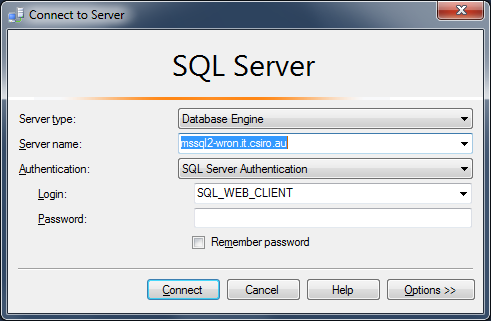 Connect to Server
SQL Server
Server type: Database Engine
Server name: mssql2-wron.it.csiro.au
Authentication: SQL Server Authentication
Login: SQL_WEB_CLIENT
Password:
Remember password
Connect Cancel Help Options >>